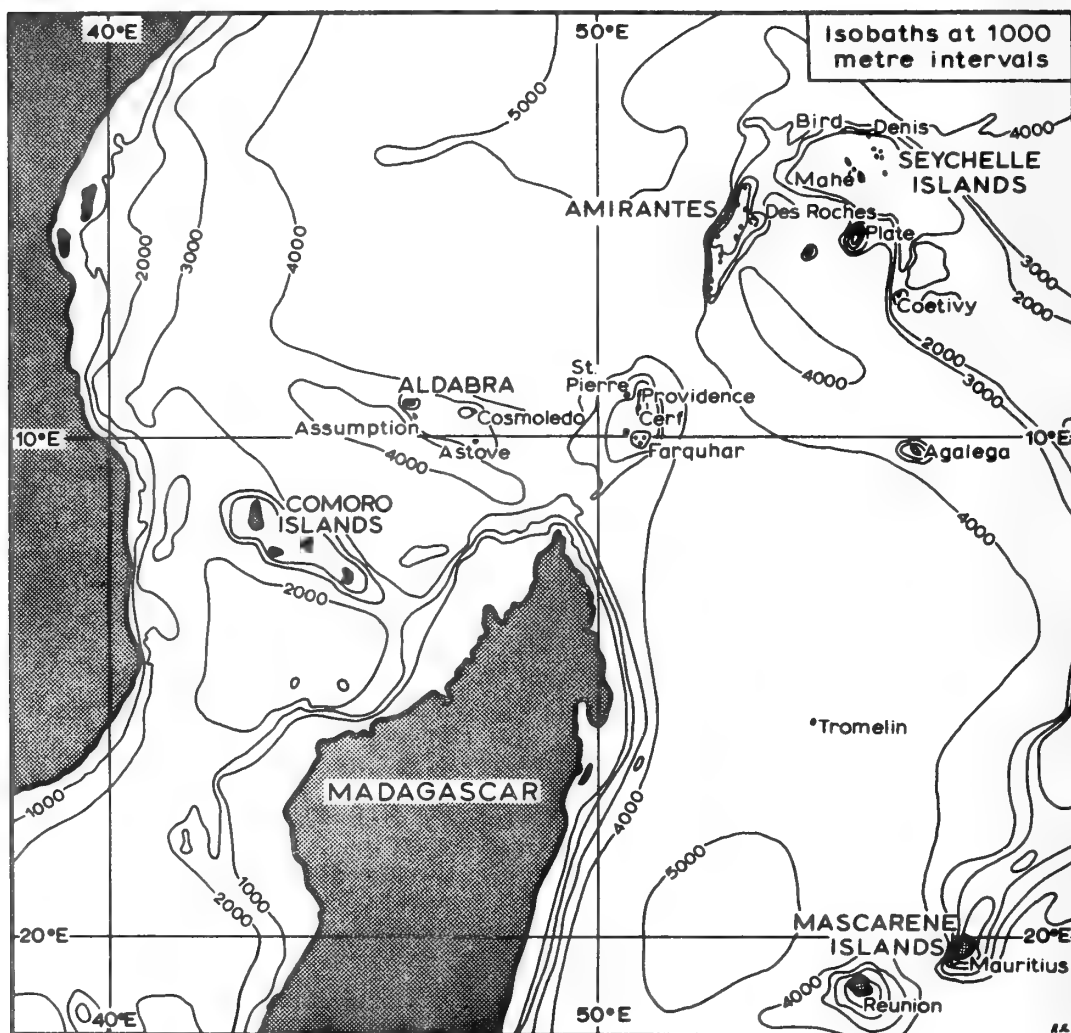 40°E
50°E
Isobaths at 1000
metre intervals
5000
4000
Bird
Denis
SEYCHELLE
ISLANDS
Mahé
2000
3000
4000
AMIRANTES
Des Roches
Plate
3000
2000
Coetivy
4000
2000
3000
St.
Pierre
Providence
Cerf
Farquhar
ALDABRA
Cosmoledo
Assumption
Astove
10°E
10°E
Agalega
4000
4000
COMORO
ISLANDS
2000
Tromelin
MADAGASCAR
1000
4000
5000
1000
2000
MASCARENE
ISLANDS
20°E
20°E
Mauritius
4000
Reunion
40°E
50°E